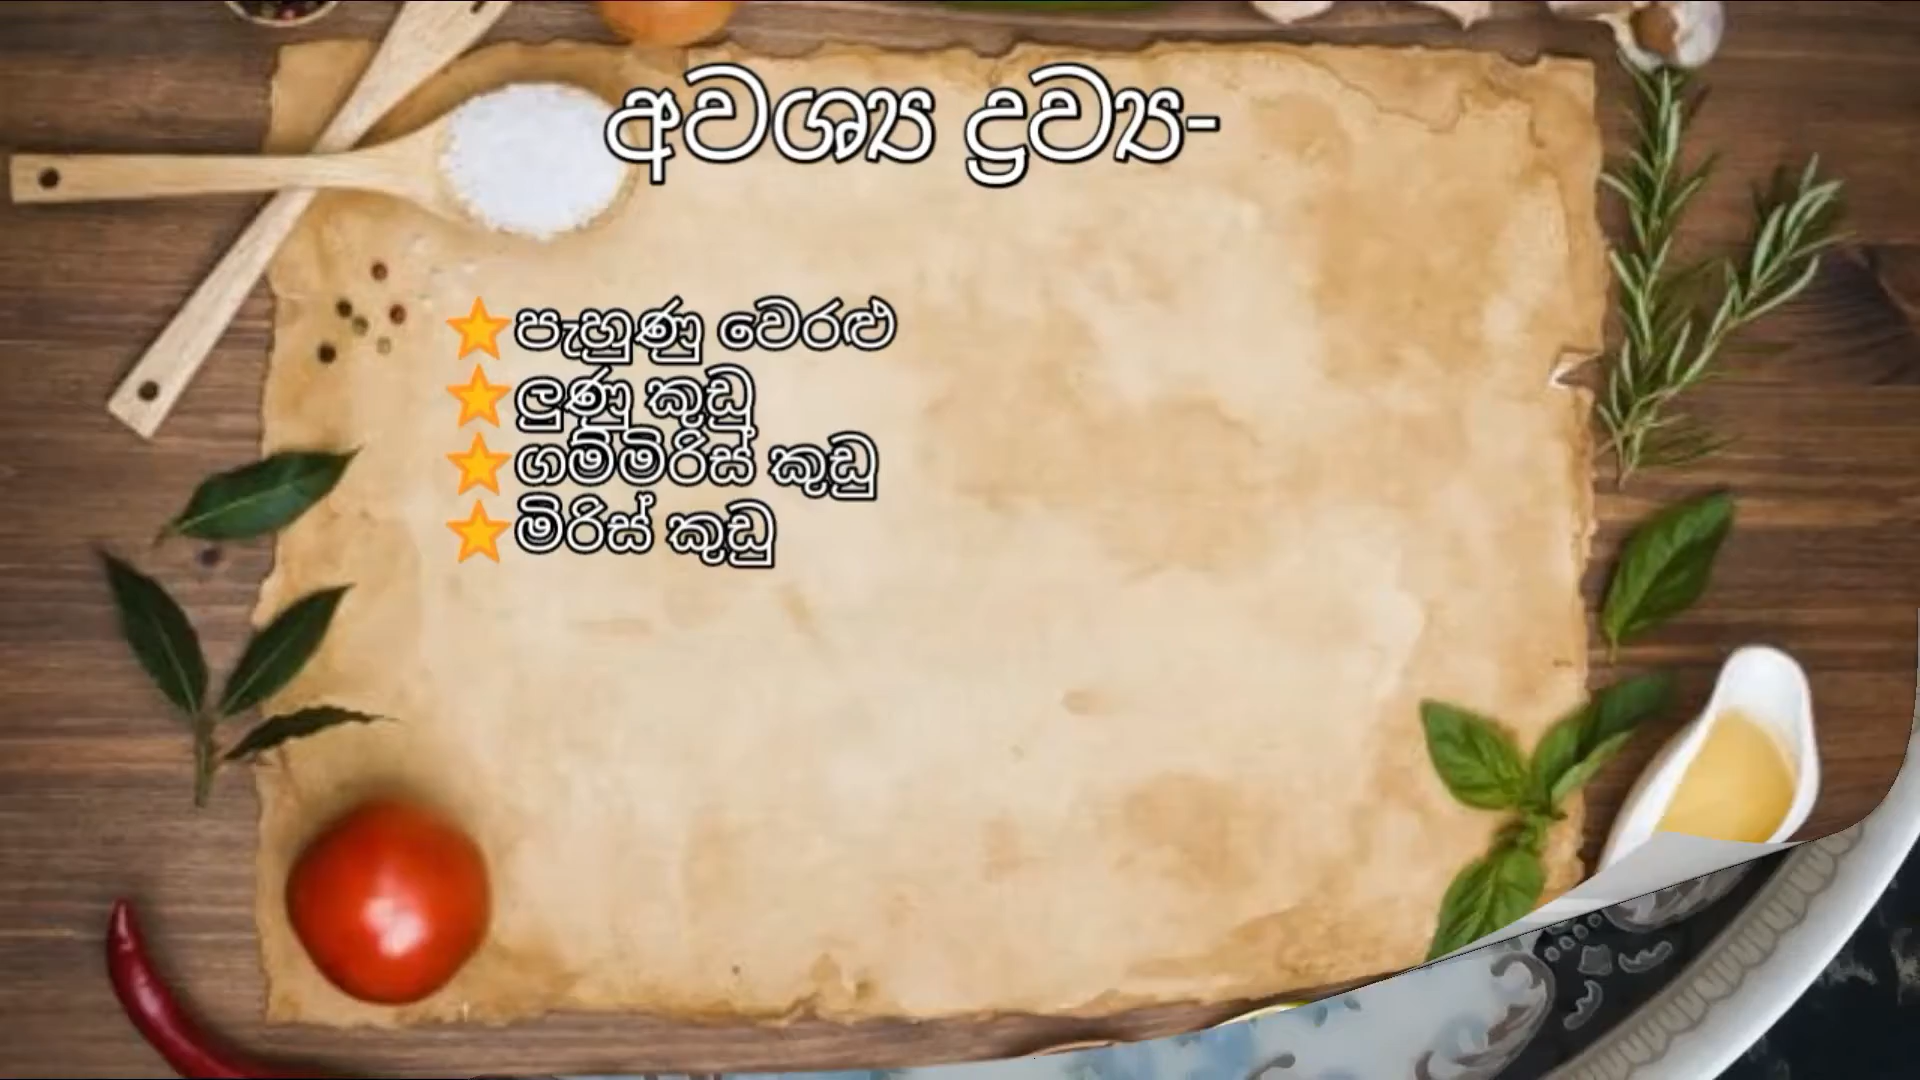 අවශ්‍ය ද්‍රව්‍ය-
⭐පැහුණු වෙරළු
⭐ලුණු කුඩු
⭐ගම්මිරිස් කුඩු
⭐මිරිස් කුඩු